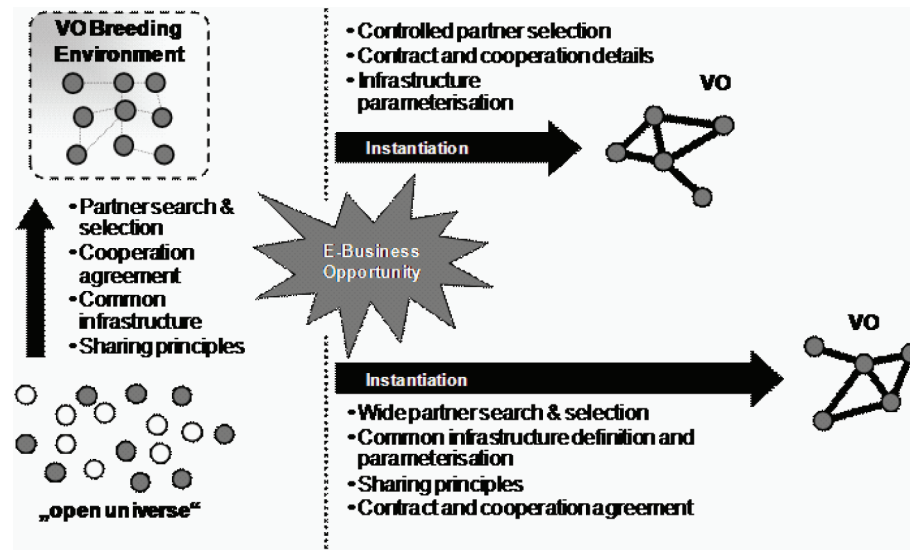 VO Breeding
Environment
• Partner search &
selection
• Cooperation
agreement
• Common
infrastructure
• Sharing principles
„open universe“
• Controlled partner selection
• Contract and cooperation details
• Infrastructure
parameterisation
VO
Instantiation
E-Business
Opportunity
VO
Instantiation
• Wide partner search & selection
• Common infrastructure definition and
parameterisation
• Sharing principles
• Contract and cooperation agreement